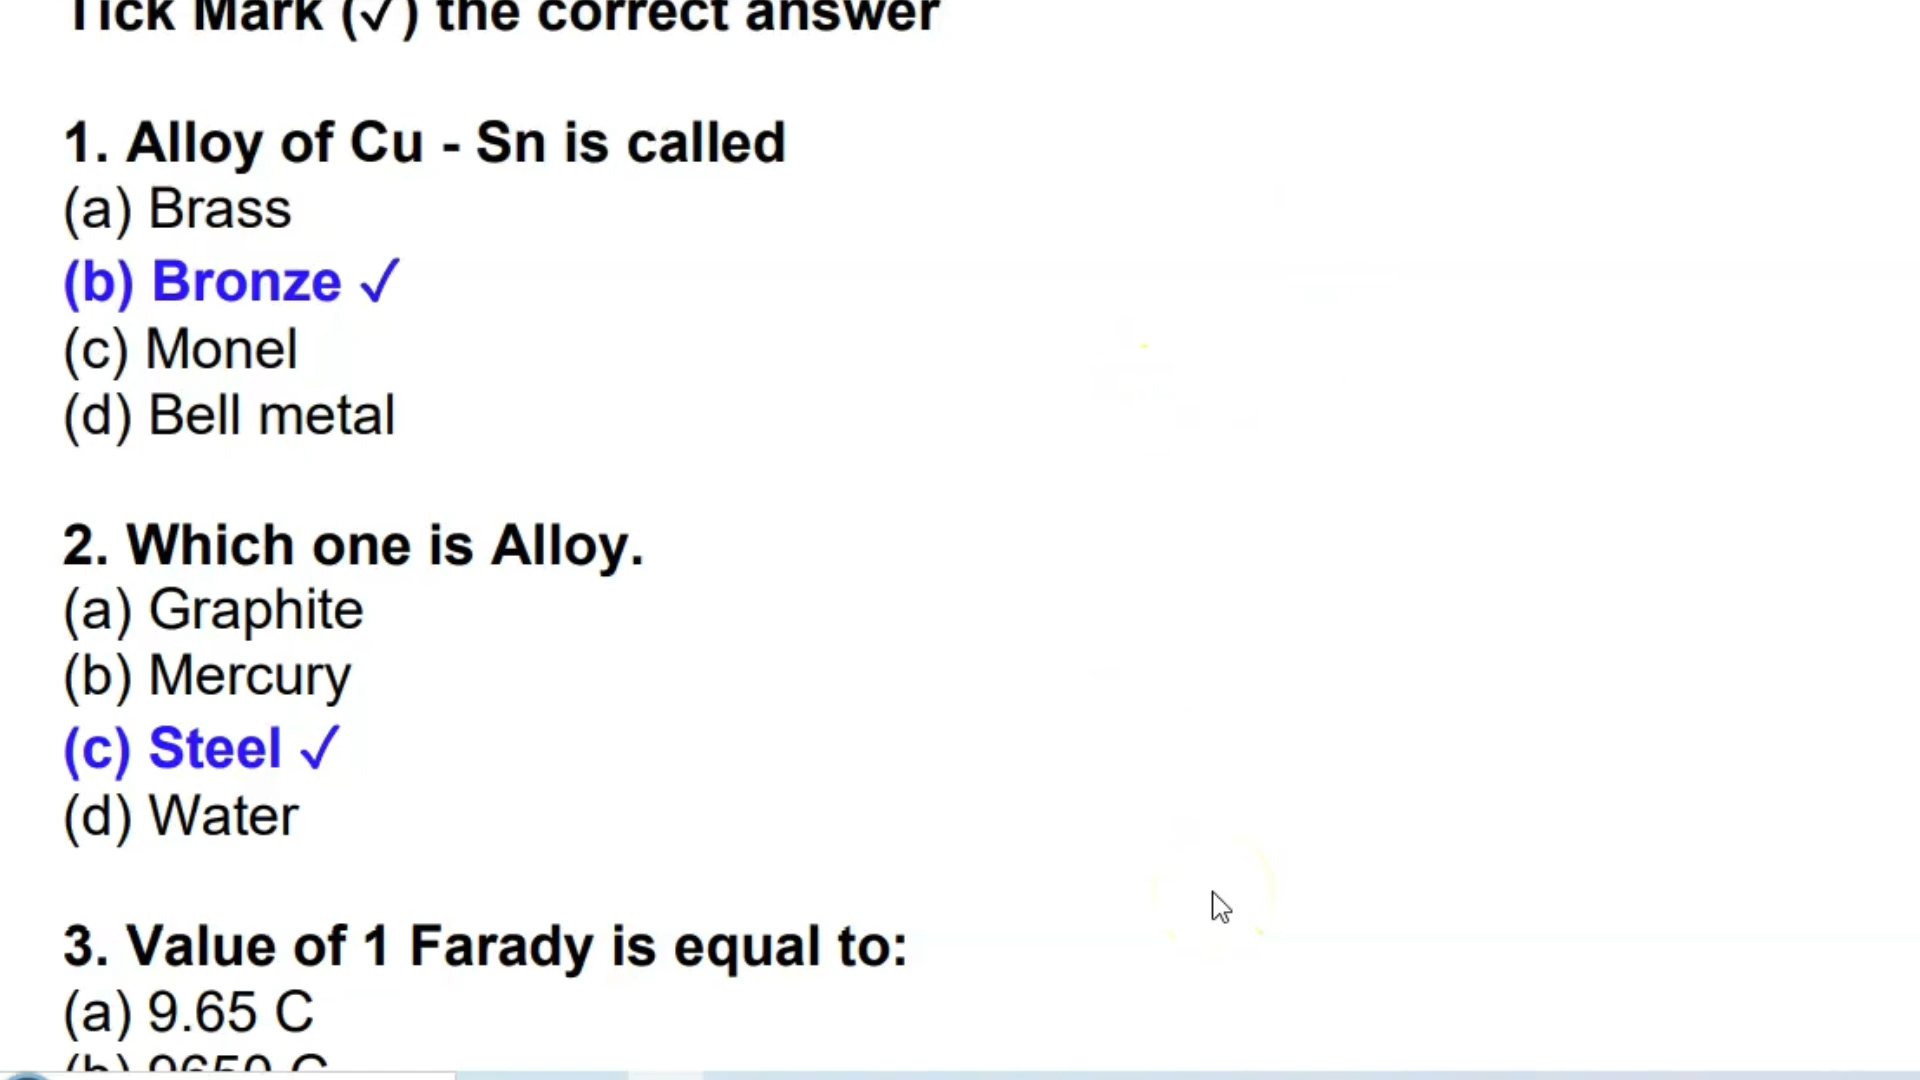 Tick Mark (✓) the correct answer
1. Alloy of Cu - Sn is called
(a) Brass
(b) Bronze ✓
(c) Monel
(d) Bell metal
2. Which one is Alloy.
(a) Graphite
(b) Mercury
(c) Steel ✓
(d) Water
3. Value of 1 Farady is equal to:
(a) 9.65 C
(b) 9650 C